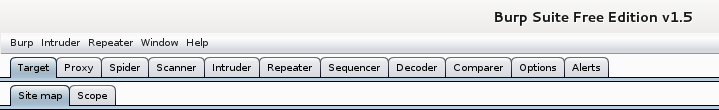 Burp Suite Free Edition v1.5
Burp Intruder Repeater Window Help
Target Proxy Spider Scanner Intruder Repeater Sequencer Decoder Comparer Options Alerts
Site map Scope